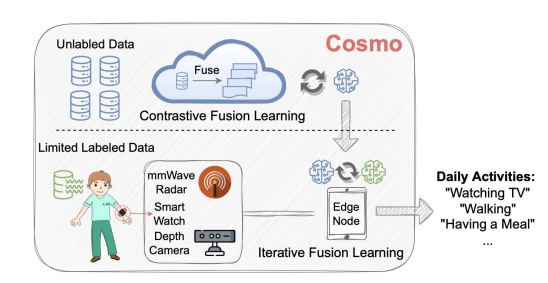 Cosmo
Unlabled Data
Fuse
Contrastive Fusion Learning
Limited Labeled Data
mmWave
Radar
Smart
Watch
Depth
Camera
Edge
Node
Iterative Fusion Learning
Daily Activities:
"Watching TV"
"Walking"
"Having a Meal"
...